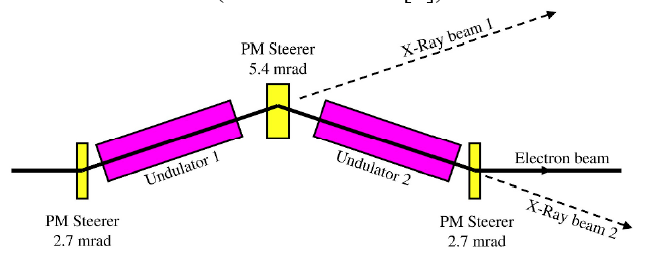 PM Steerer
5.4 mrad
X-Ray beam 1
Undulator 1
Undulator 2
Electron beam
X-Ray beam 2
PM Steerer
2.7 mrad
PM Steerer
2.7 mrad